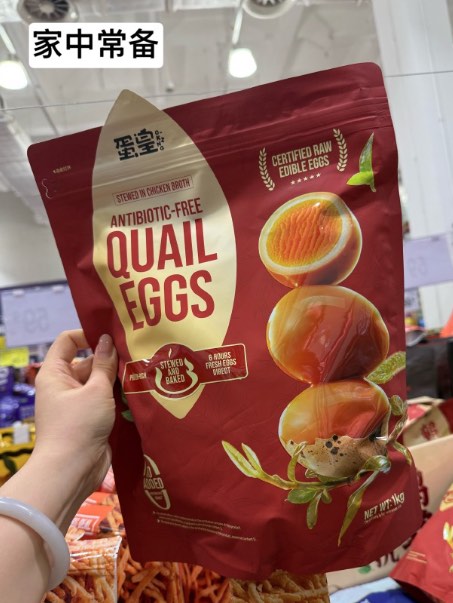 家中常备
蛋皇
STEWED IN CHICKEN BROTH
ANTIBIOTIC-FREE
QUAIL
EGGS
CERTIFIED RAW
EDIBLE EGGS
STEWED
AND
BAKED
6 HOURS
FRESH EGGS
DIRECT
NET WT:1kg